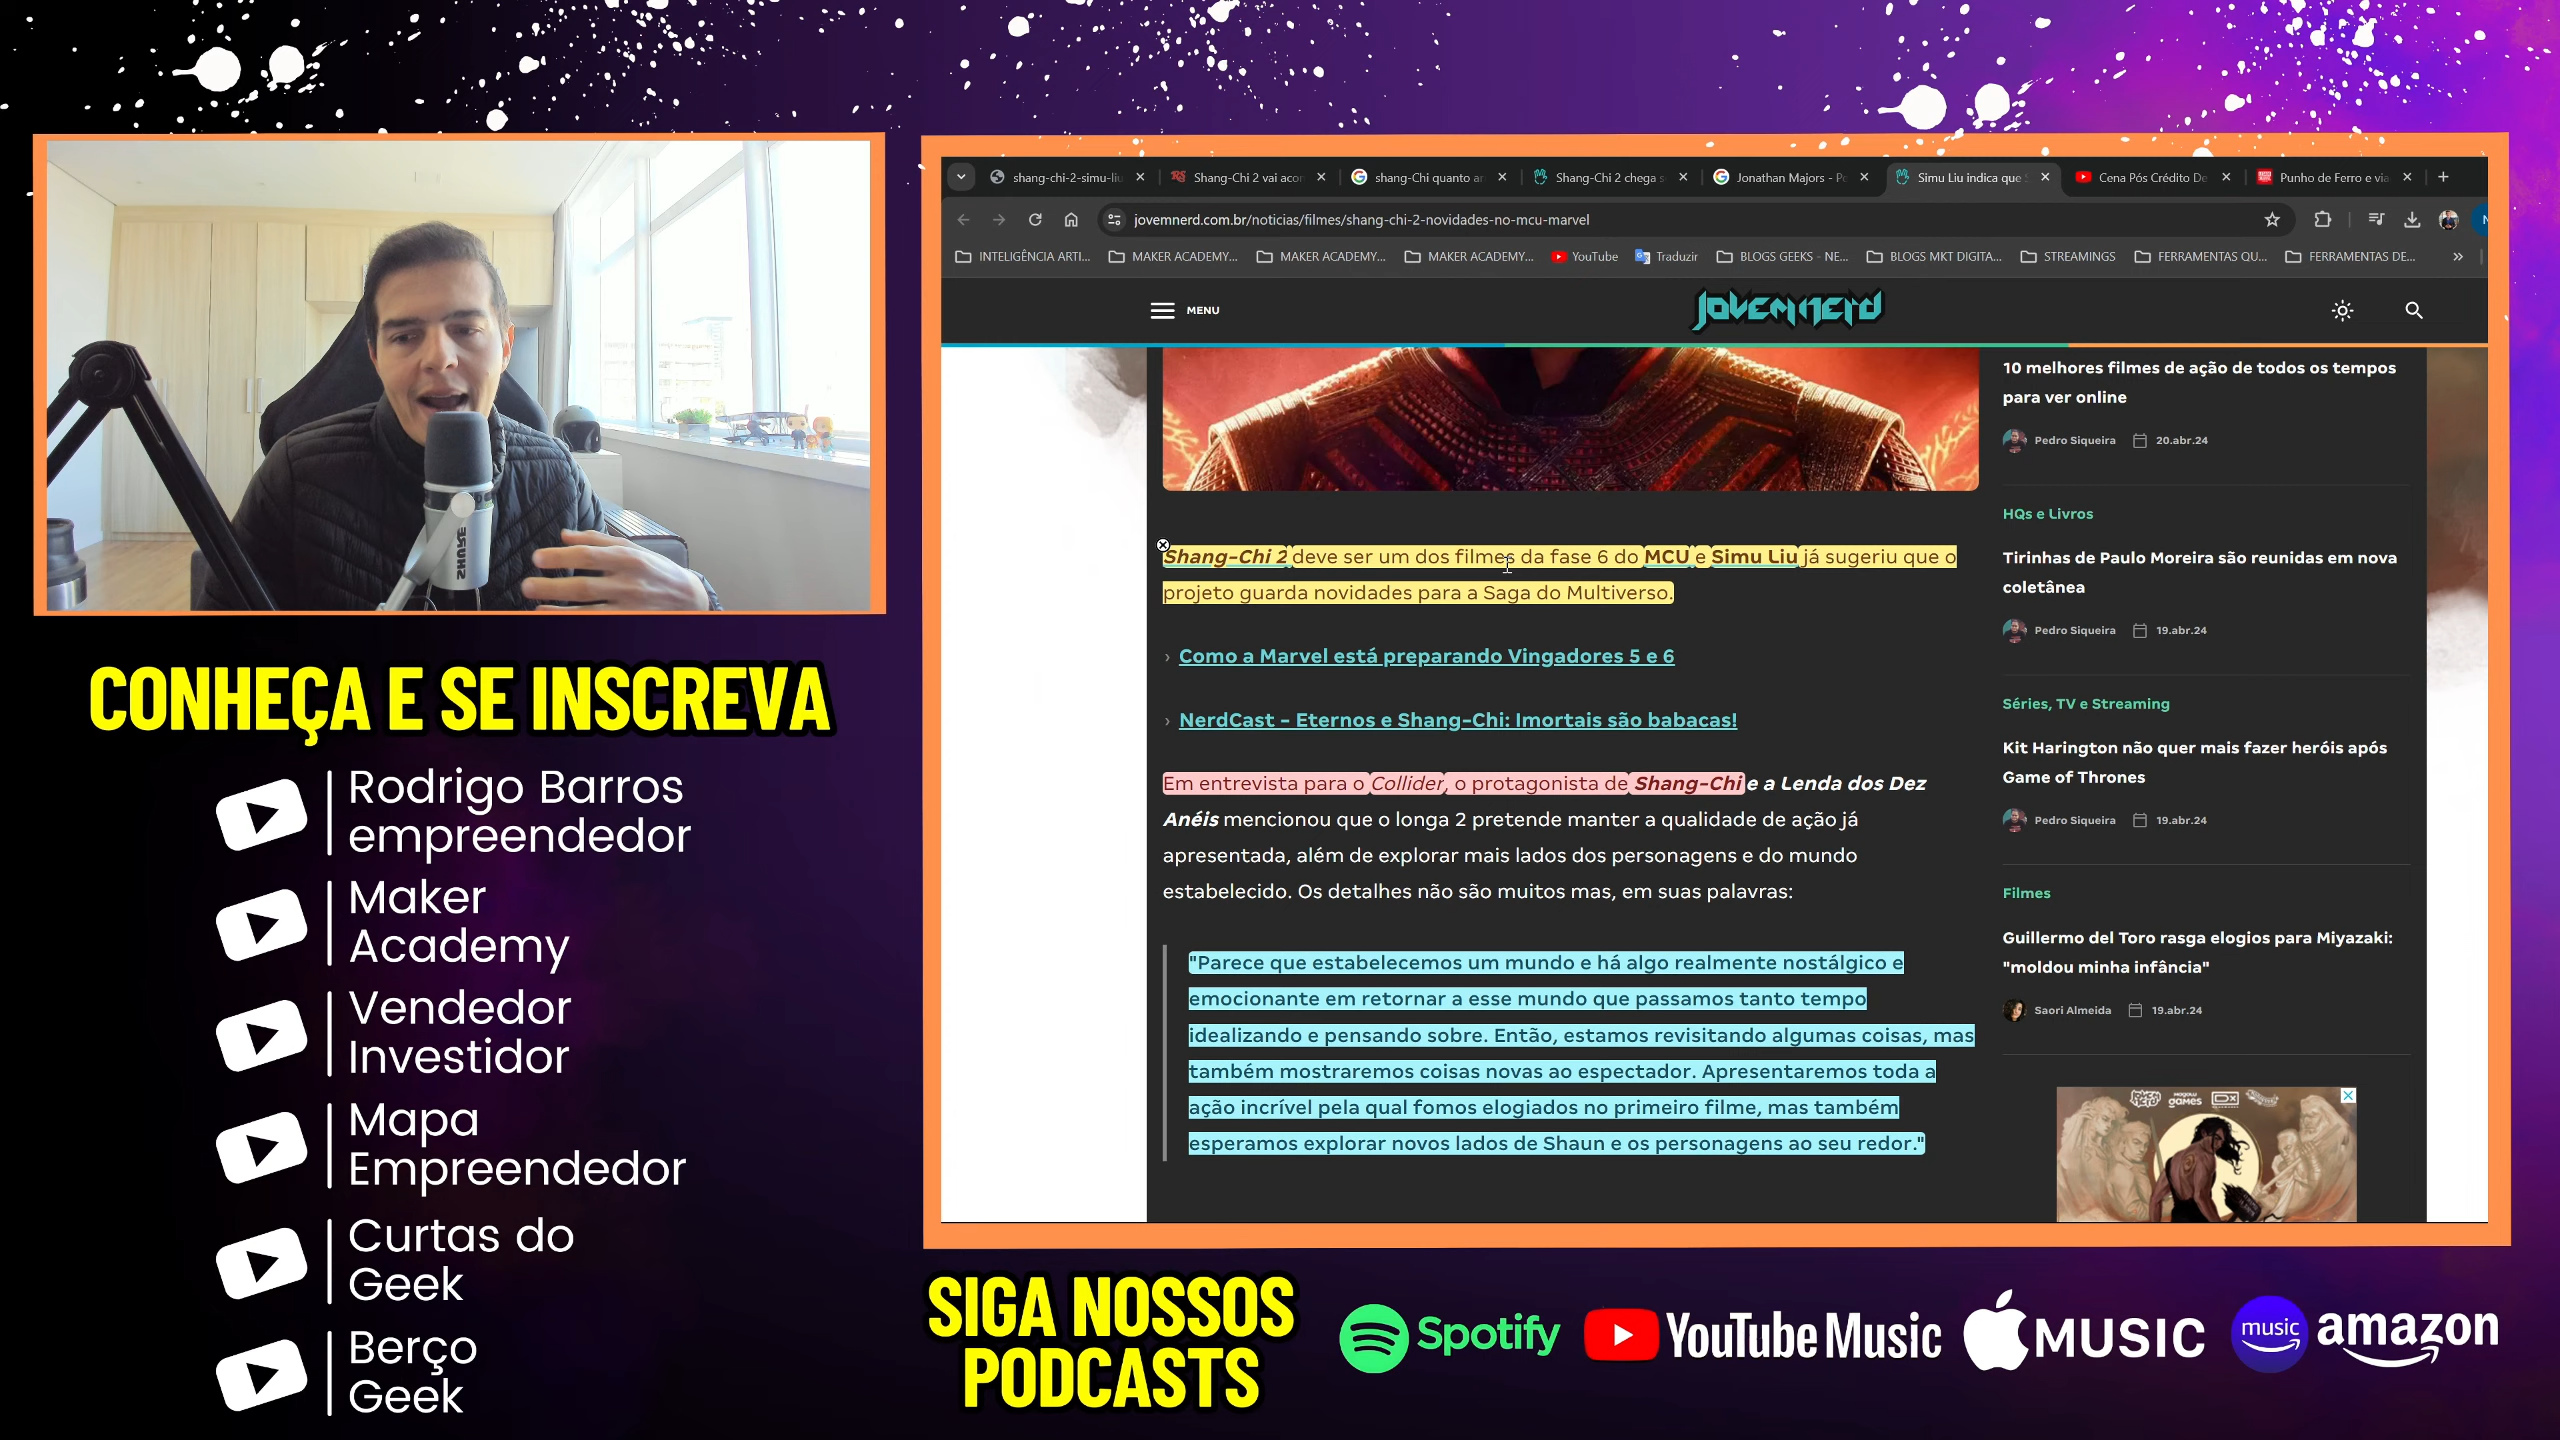 SHURE
CONHEÇA E SE INSCREVA
Rodrigo Barros
empreendedor
Maker
Academy
Vendedor
Investidor
Mapa
Empreendedor
Curtas do
Geek
Berço
Geek
shang-chi-2-simu-liu
Shang-Chi 2 vai acon
shang-Chi quanto ar
Shang-Chi 2 chega s
Jonathan Majors - Po
Simu Liu indica que S
Cena Pós Crédito De
Punho de Ferro e via
jovemnerd.com.br/noticias/filmes/shang-chi-2-novidades-no-mcu-marvel
INTELIGÊNCIA ARTI...
MAKER ACADEMY...
MAKER ACADEMY...
MAKER ACADEMY...
YouTube
Traduzir
BLOGS GEEKS - NE...
BLOGS MKT DIGITA...
STREAMINGS
FERRAMENTAS QU...
FERRAMENTAS DE...
MENU
JOVEM NERD
Shang-Chi 2 deve ser um dos filmes da fase 6 do MCU e Simu Liu já sugeriu que o
projeto guarda novidades para a Saga do Multiverso.
› Como a Marvel está preparando Vingadores 5 e 6
› NerdCast - Eternos e Shang-Chi: Imortais são babacas!
Em entrevista para o Collider, o protagonista de Shang-Chi e a Lenda dos Dez
Anéis mencionou que o longa 2 pretende manter a qualidade de ação já
apresentada, além de explorar mais lados dos personagens e do mundo
estabelecido. Os detalhes não são muitos mas, em suas palavras:
"Parece que estabelecemos um mundo e há algo realmente nostálgico e
emocionante em retornar a esse mundo que passamos tanto tempo
idealizando e pensando sobre. Então, estamos revisitando algumas coisas, mas
também mostraremos coisas novas ao espectador. Apresentaremos toda a
ação incrível pela qual fomos elogiados no primeiro filme, mas também
esperamos explorar novos lados de Shaun e os personagens ao seu redor."
10 melhores filmes de ação de todos os tempos
para ver online
Pedro Siqueira 20.abr.24
HQs e Livros
Tirinhas de Paulo Moreira são reunidas em nova
coletânea
Pedro Siqueira 19.abr.24
Séries, TV e Streaming
Kit Harington não quer mais fazer heróis após
Game of Thrones
Pedro Siqueira 19.abr.24
Filmes
Guillermo del Toro rasga elogios para Miyazaki:
"moldou minha infância"
Saori Almeida 19.abr.24
SIGA NOSSOS
PODCASTS
Spotify
YouTube Music
MUSIC
music
amazon